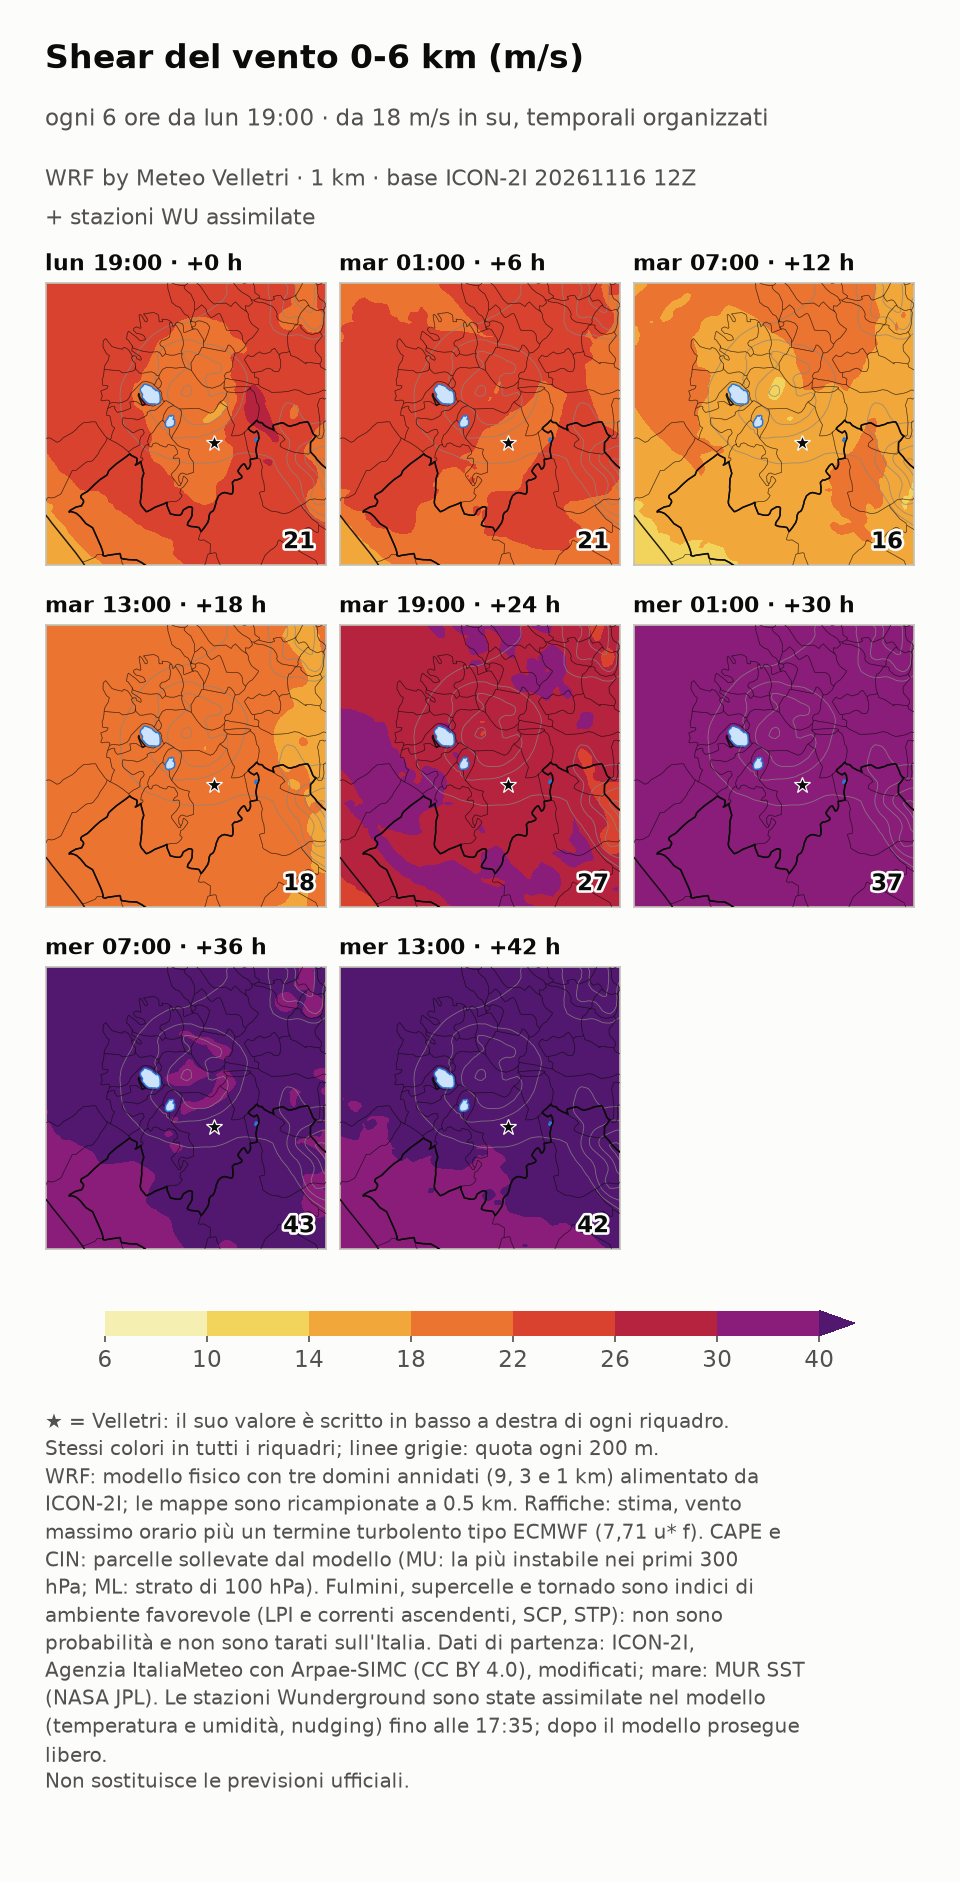 Shear del vento 0-6 km (m/s)
ogni 6 ore da lun 19:00 · da 18 m/s in su, temporali organizzati
WRF by Meteo Velletri · 1 km · base ICON-2I 20261116 12Z
+ stazioni WU assimilate
lun 19:00 · +0 h
mar 01:00 · +6 h
mar 07:00 · +12 h
21
21
16
mar 13:00 · +18 h
mar 19:00 · +24 h
mer 01:00 · +30 h
18
27
37
mer 07:00 · +36 h
mer 13:00 · +42 h
43
42
6 10 14 18 22 26 30 40
★ = Velletri: il suo valore è scritto in basso a destra di ogni riquadro.
Stessi colori in tutti i riquadri; linee grigie: quota ogni 200 m.
WRF: modello fisico con tre domini annidati (9, 3 e 1 km) alimentato da
ICON-2I; le mappe sono ricampionate a 0.5 km. Raffiche: stima, vento
massimo orario più un termine turbolento tipo ECMWF (7,71 u* f). CAPE e
CIN: parcelle sollevate dal modello (MU: la più instabile nei primi 300
hPa; ML: strato di 100 hPa). Fulmini, supercelle e tornado sono indici di
ambiente favorevole (LPI e correnti ascendenti, SCP, STP): non sono
probabilità e non sono tarati sull'Italia. Dati di partenza: ICON-2I,
Agenzia ItaliaMeteo con Arpae-SIMC (CC BY 4.0), modificati; mare: MUR SST
(NASA JPL). Le stazioni Wunderground sono state assimilate nel modello
(temperatura e umidità, nudging) fino alle 17:35; dopo il modello prosegue
libero.
Non sostituisce le previsioni ufficiali.